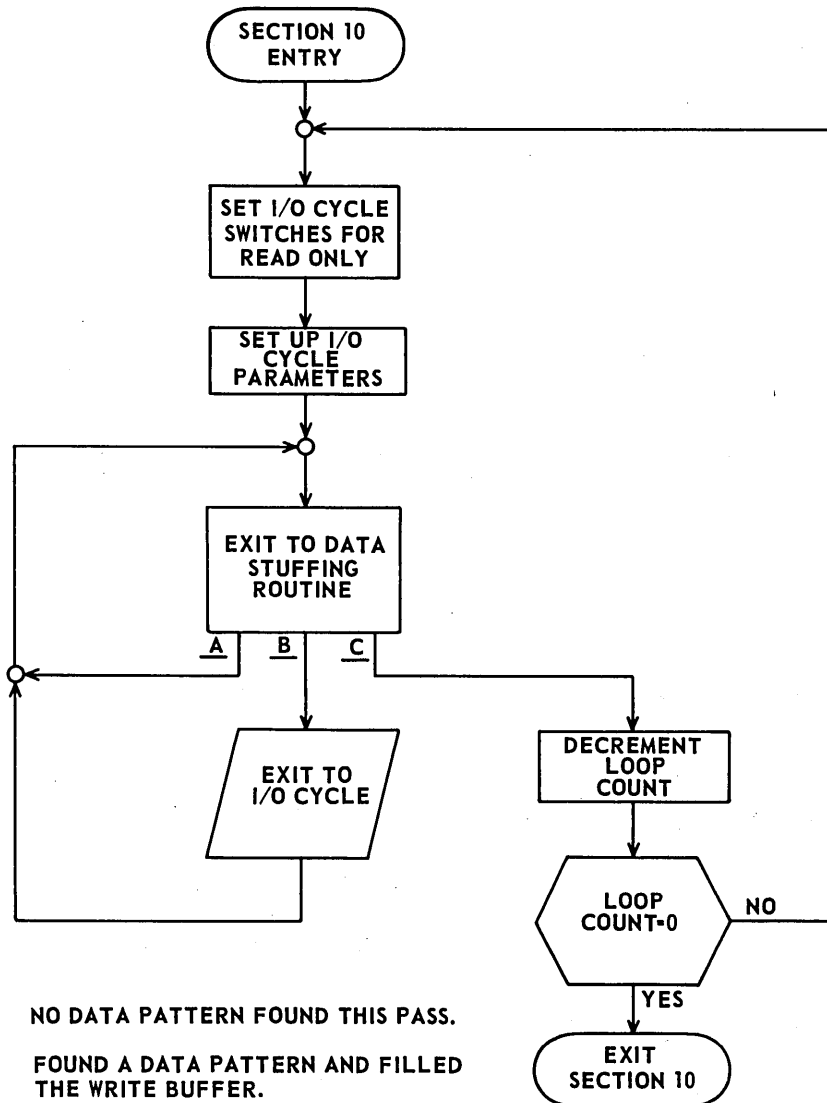 SECTION 10
ENTRY
SET I/O CYCLE
SWITCHES FOR
READ ONLY
SET UP I/O
CYCLE
PARAMETERS
EXIT TO DATA
STUFFING
ROUTINE
A
B
C
EXIT TO
I/O CYCLE
DECREMENT
LOOP
COUNT
LOOP
COUNT=0
NO
YES
EXIT
SECTION 10
NO DATA PATTERN FOUND THIS PASS.
FOUND A DATA PATTERN AND FILLED
THE WRITE BUFFER.